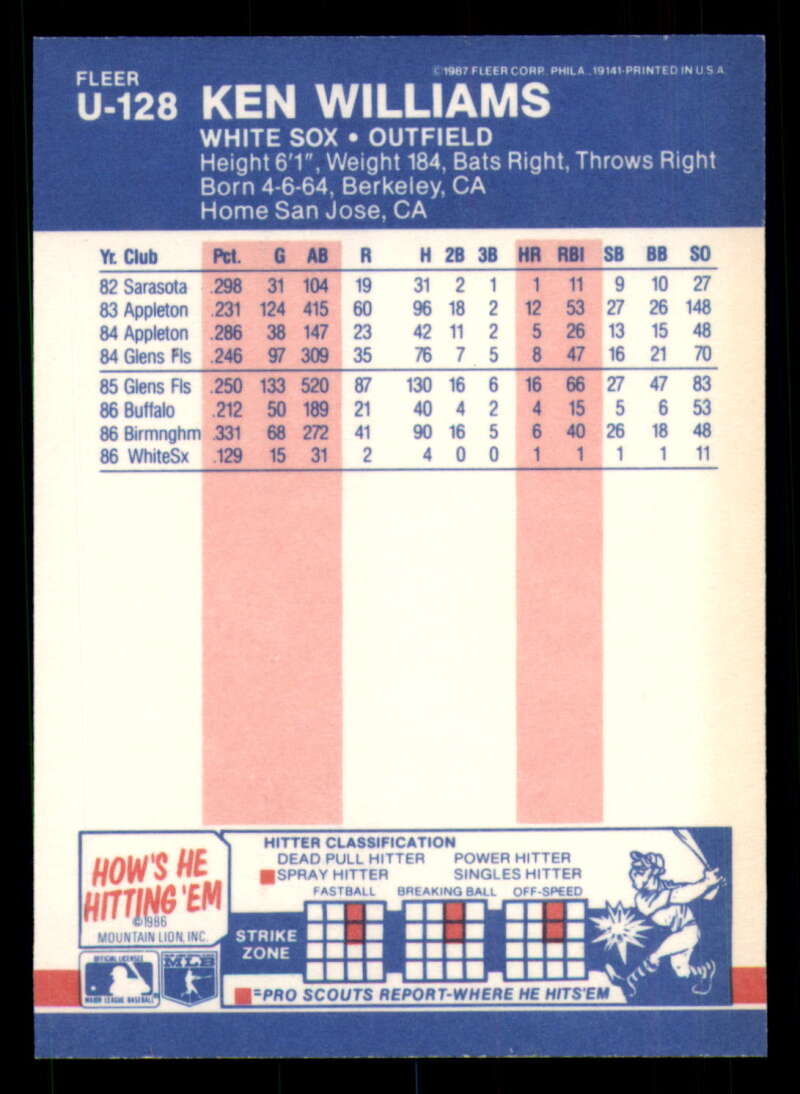 ©1987 FLEER CORP., PHILA., 19141-PRINTED IN U.S.A.
FLEER
U-128 KEN WILLIAMS
WHITE SOX • OUTFIELD
Height 6'1", Weight 184, Bats Right, Throws Right
Born 4-6-64, Berkeley, CA
Home San Jose, CA
Yr. Club Pct. G AB R H 2B 3B HR RBI SB BB SO
82 Sarasota .298 31 104 19 31 2 1 1 11 9 10 27
83 Appleton .231 124 415 60 96 18 2 12 53 27 26 148
84 Appleton .286 38 147 23 42 11 2 5 26 13 15 48
84 Glens Fls .246 97 309 35 76 7 5 8 47 16 21 70
85 Glens Fls .250 133 520 87 130 16 6 16 66 27 47 83
86 Buffalo .212 50 189 21 40 4 2 4 15 5 6 53
86 Birmnghm .331 68 272 41 90 16 5 6 40 26 18 48
86 WhiteSx .129 15 31 2 4 0 0 1 1 1 1 11
HOW'S HE
HITTING 'EM
©1986
MOUNTAIN LION, INC.
HITTER CLASSIFICATION
DEAD PULL HITTER POWER HITTER
SPRAY HITTER SINGLES HITTER
FASTBALL BREAKING BALL OFF-SPEED
STRIKE
ZONE
=PRO SCOUTS REPORT-WHERE HE HITS 'EM
OFFICIAL LICENSEE
MAJOR LEAGUE BASEBALL
MLB